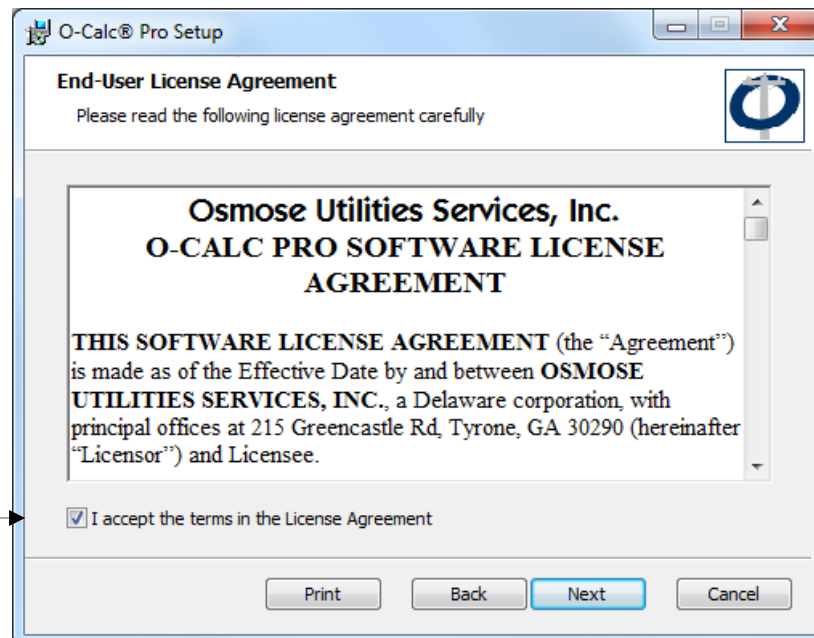 O-Calc® Pro Setup
End-User License Agreement
Please read the following license agreement carefully
Osmose Utilities Services, Inc.
O-CALC PRO SOFTWARE LICENSE
AGREEMENT
THIS SOFTWARE LICENSE AGREEMENT (the “Agreement”)
is made as of the Effective Date by and between OSMOSE
UTILITIES SERVICES, INC., a Delaware corporation, with
principal offices at 215 Greencastle Rd, Tyrone, GA 30290 (hereinafter
“Licensor”) and Licensee.
I accept the terms in the License Agreement
Print Back Next Cancel